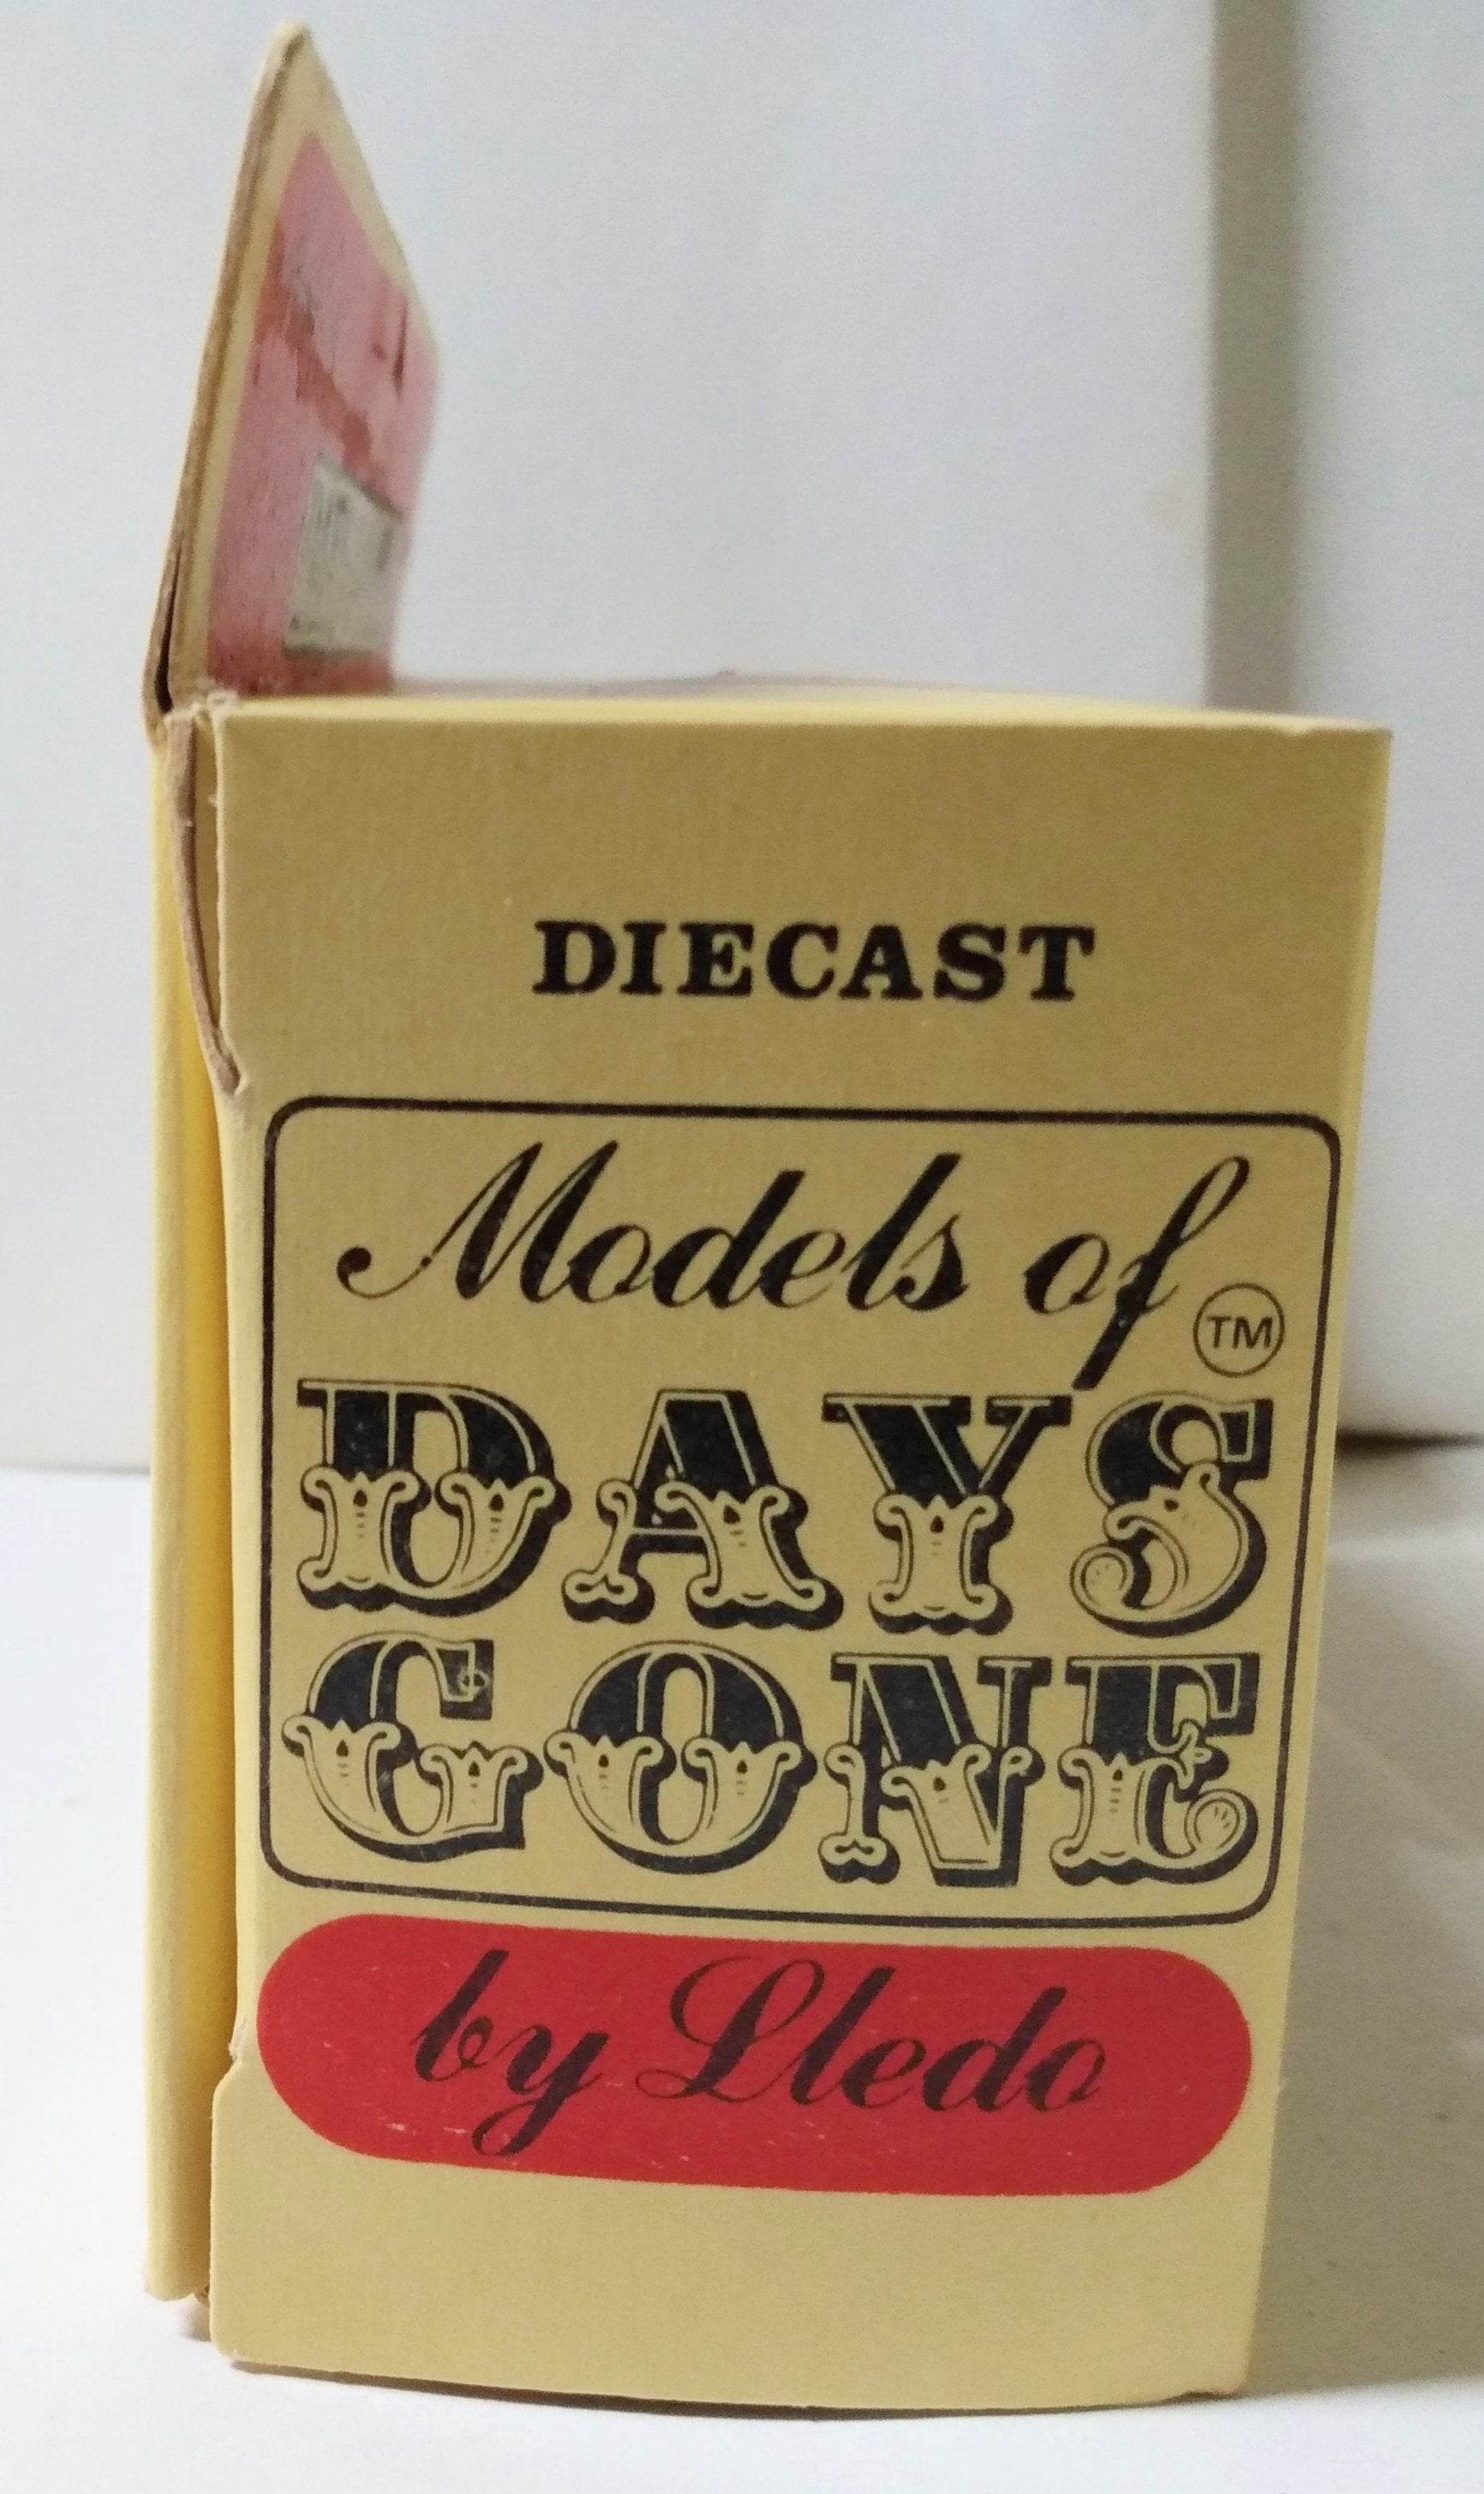 DIECAST
Models of
TM
DAYS
GONE
by Lledo